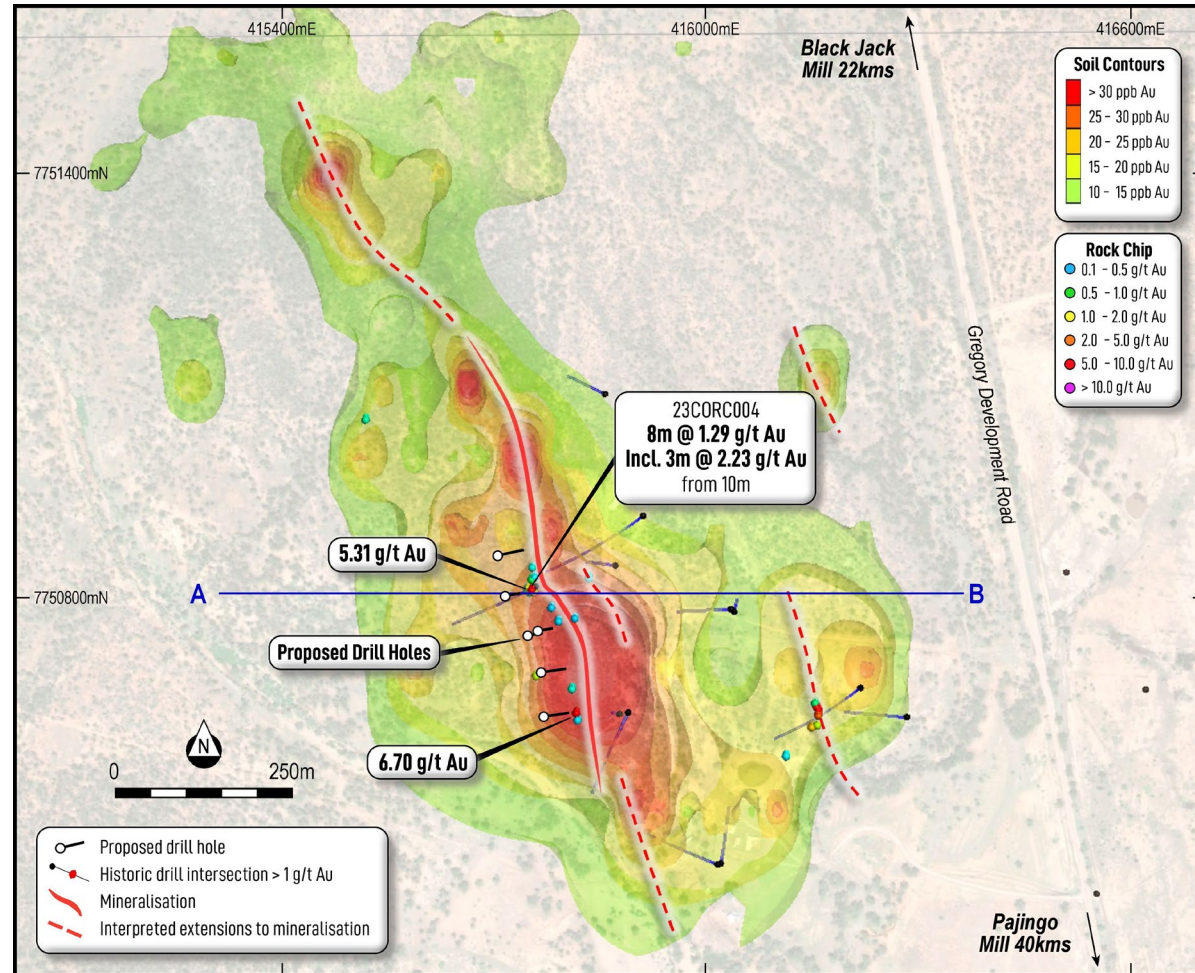 415400mE
416000mE
416600mE
Black Jack
Mill 22kms
Soil Contours
> 30 ppb Au
25 - 30 ppb Au
20 - 25 ppb Au
15 - 20 ppb Au
10 - 15 ppb Au
7751400mN
Rock Chip
0.1 - 0.5 g/t Au
0.5 - 1.0 g/t Au
1.0 - 2.0 g/t Au
2.0 - 5.0 g/t Au
5.0 - 10.0 g/t Au
> 10.0 g/t Au
Gregory Development Road
23CORC004
8m @ 1.29 g/t Au
Incl. 3m @ 2.23 g/t Au
from 10m
5.31 g/t Au
7750800mN
A
B
Proposed Drill Holes
N
0
250m
6.70 g/t Au
Proposed drill hole
Historic drill intersection > 1 g/t Au
Mineralisation
Interpreted extensions to mineralisation
Pajingo
Mill 40kms